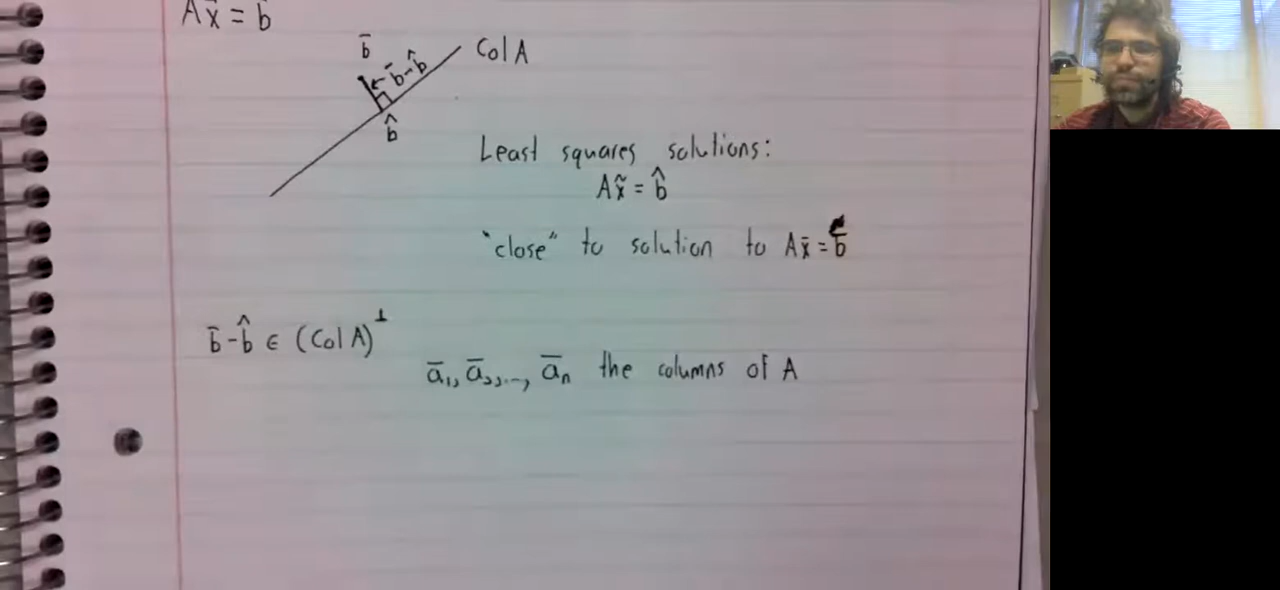 Ax̄ = b
b̄
Col A
b̄-b̂
b̂
Least squares solutions:
Ax̃ = b̂
"close" to solution to Ax̄ = b̄
b̄-b̂ ∈ (Col A)⊥
ā₁, ā₂,..., āₙ the columns of A